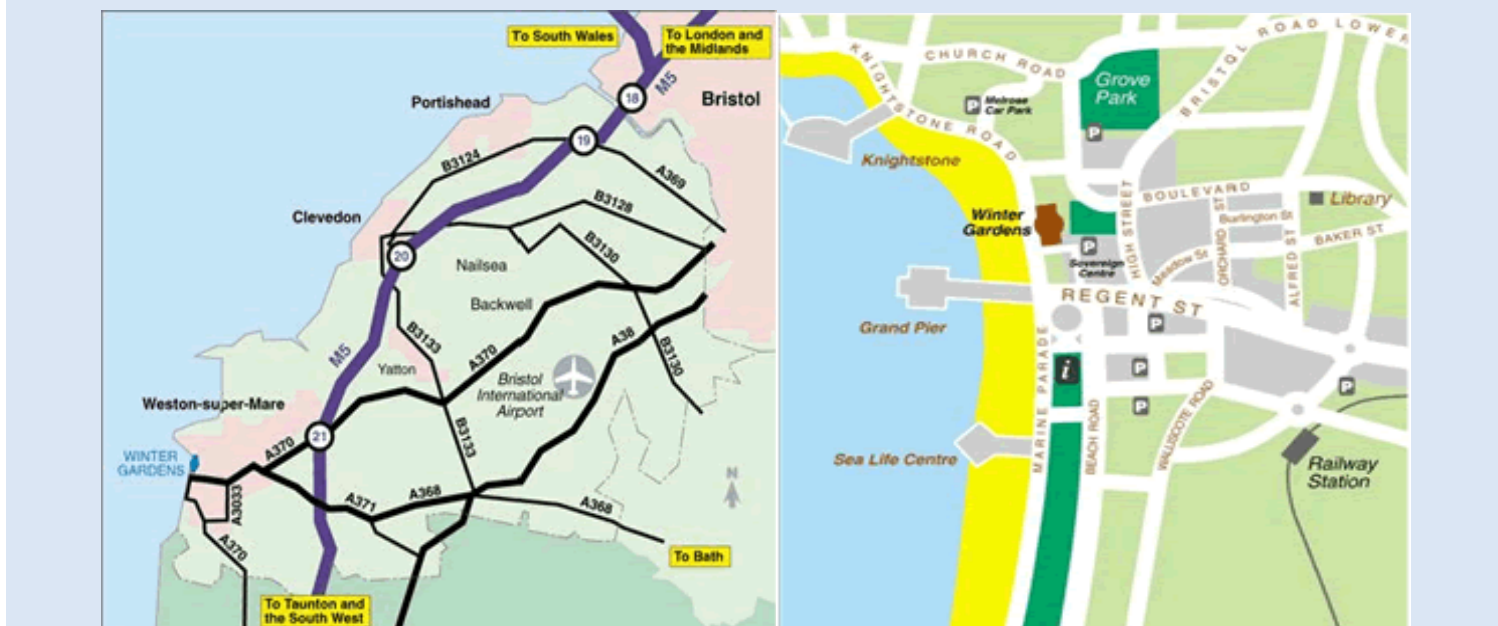 To South Wales
To London and
the Midlands
M5
18
Bristol
Portishead
19
B3124
A369
B3128
Clevedon
20
B3130
Nailsea
Backwell
B3133
A370
A38
M5
B3130
Yatton
Bristol
International
Airport
Weston-super-Mare
21
WINTER
GARDENS
A370
B3133
N
A3033
A371
A368
A368
A370
To Bath
To Taunton and
the South West
KNIGHTSTONE ROAD
CHURCH ROAD
BRISTOL ROAD LOWER
Grove
Park
P
Melrose
Car Park
P
Knightstone
BOULEVARD
Library
Winter
Gardens
HIGH STREET
ORCHARD ST
Burlington St
P
Sovereign
Centre
Meadow St
ALFRED ST
BAKER ST
REGENT ST
Grand Pier
P
MARINE PARADE
i
P
P
P
BEACH ROAD
WALLISCOTE ROAD
Sea Life Centre
Railway
Station